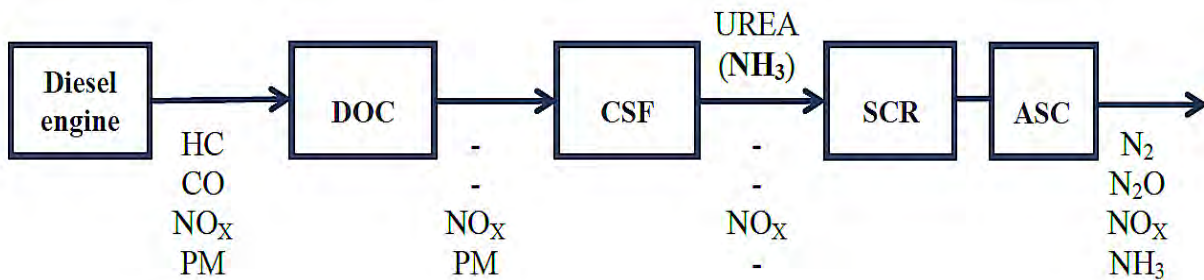 UREA
(NH₃)
Diesel
engine
DOC
CSF
SCR
ASC
HC
CO
NOX
PM
-
-
NOX
PM
-
-
NOX
-
N₂
N₂O
NOX
NH₃